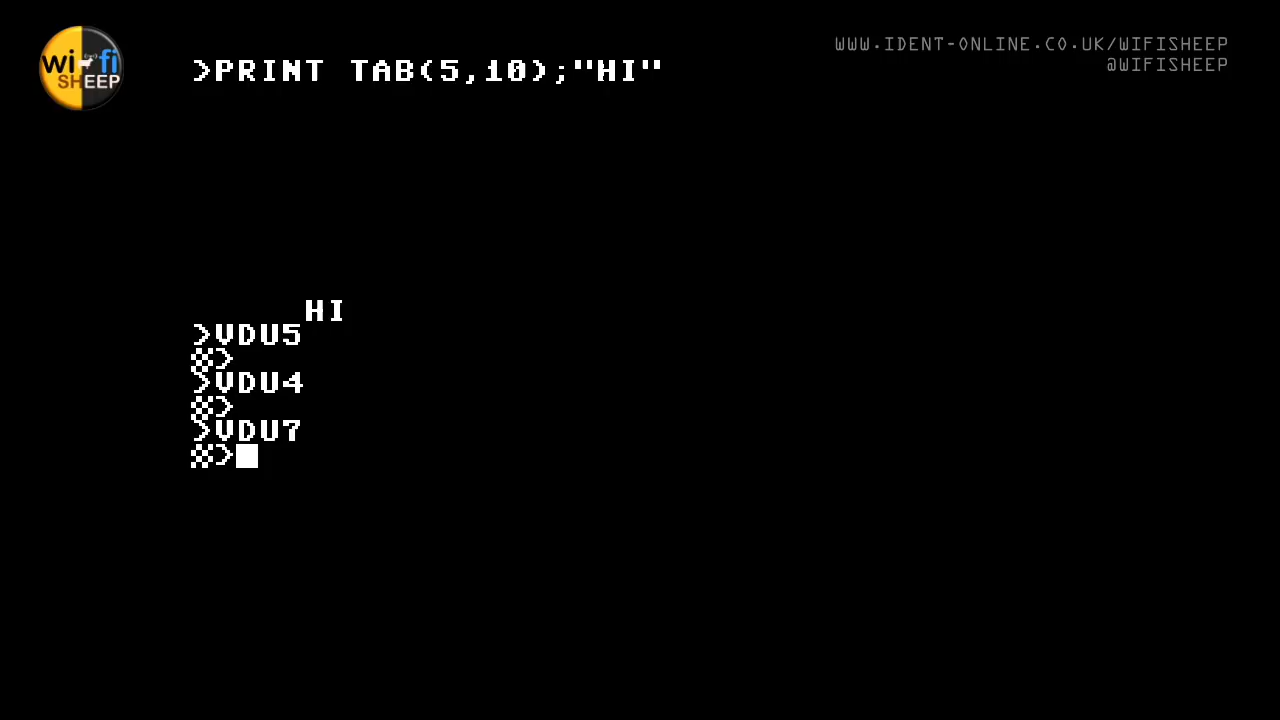 wi-fi
SHEEP
WWW.IDENT-ONLINE.CO.UK/WIFISHEEP
@WIFISHEEP
>PRINT TAB(5,10);"HI"
HI
>VDU5
>
>VDU4
>
>VDU7
>